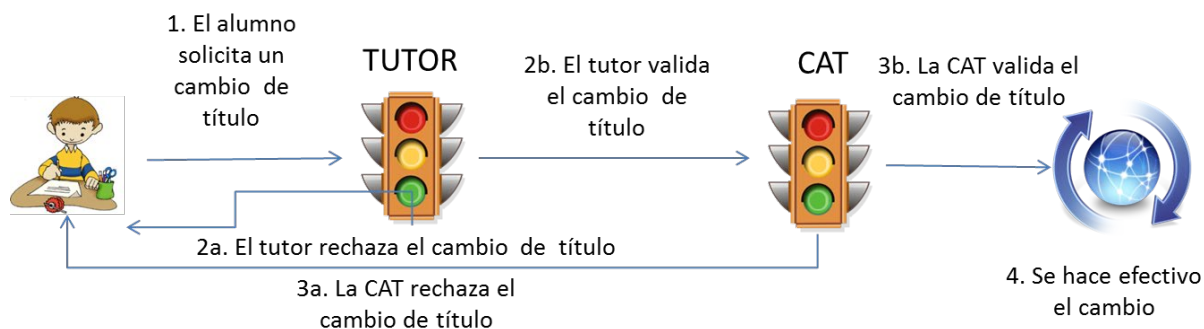 1. El alumno
solicita un
cambio de
título
TUTOR
2b. El tutor valida
el cambio de
título
CAT
3b. La CAT valida el
cambio de título
2a. El tutor rechaza el cambio de título
3a. La CAT rechaza el
cambio de título
4. Se hace efectivo
el cambio